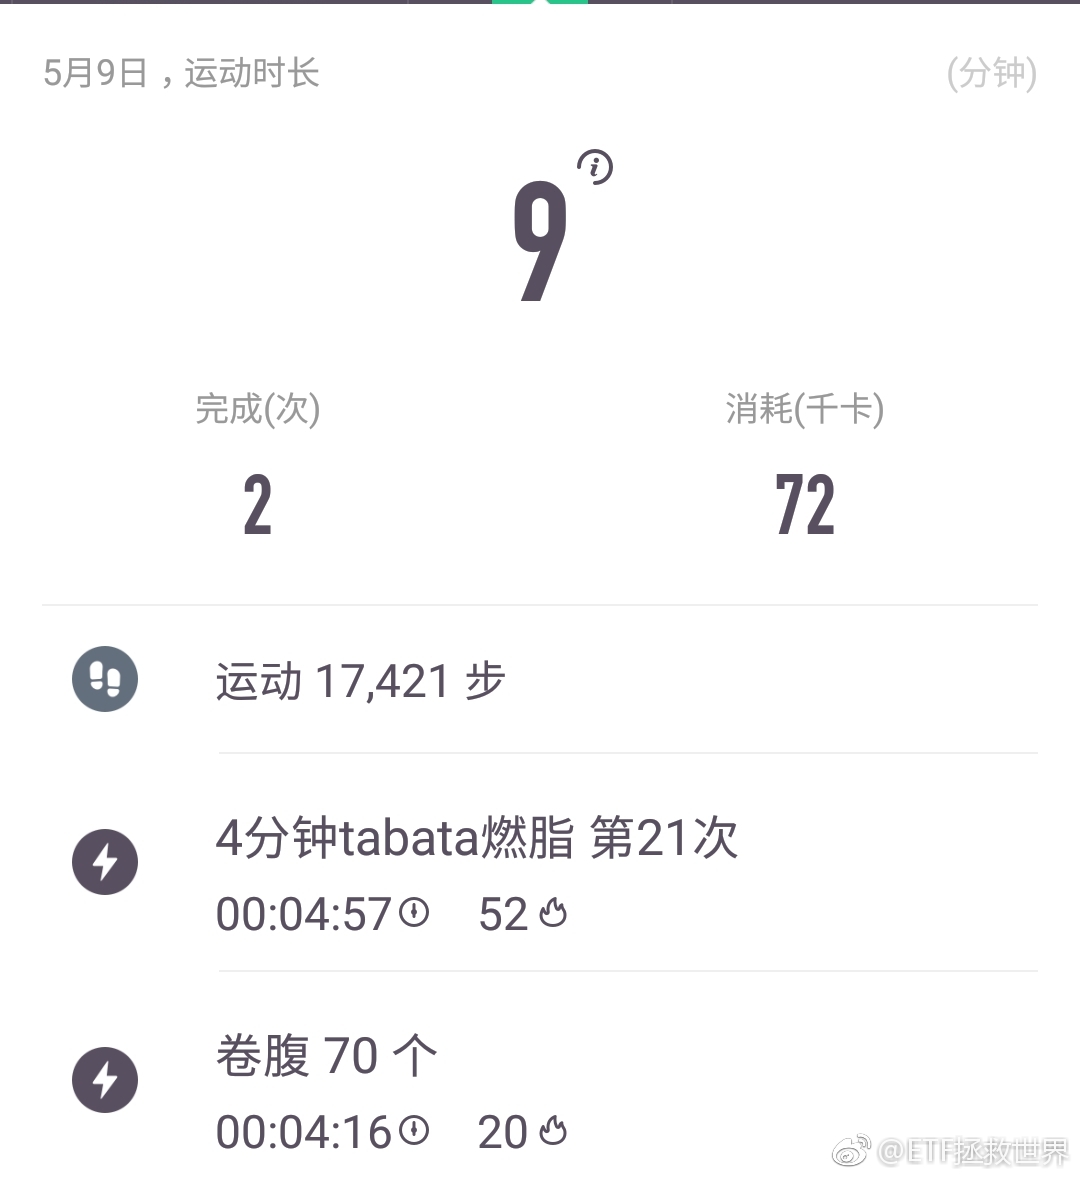 5月9日，运动时长
(分钟)
9
完成(次)
消耗(千卡)
2
72
运动 17,421 步
4分钟tabata燃脂 第21次
00:04:57 52
卷腹 70 个
00:04:16 20
@ETF拯救世界